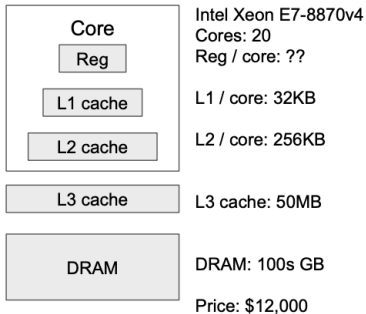 Core
Reg
L1 cache
L2 cache
L3 cache
DRAM
Intel Xeon E7-8870v4
Cores: 20
Reg / core: ??
L1 / core: 32KB
L2 / core: 256KB
L3 cache: 50MB
DRAM: 100s GB
Price: $12,000